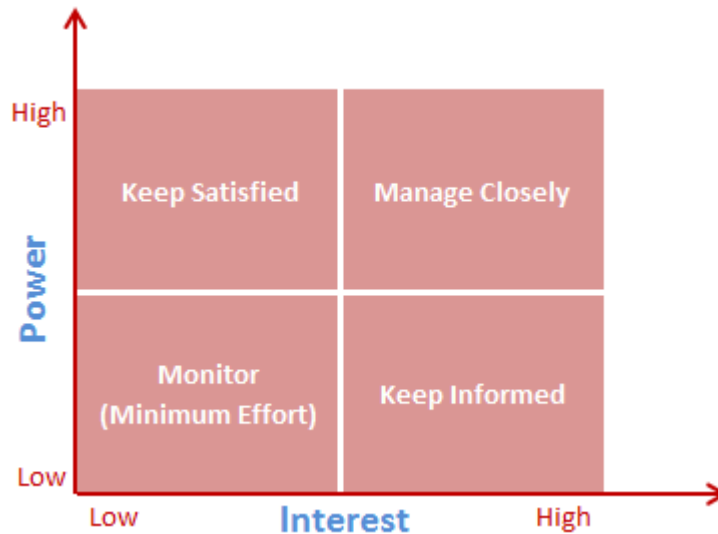 High
Keep Satisfied
Manage Closely
Power
Monitor
(Minimum Effort)
Keep Informed
Low
Low
Interest
High